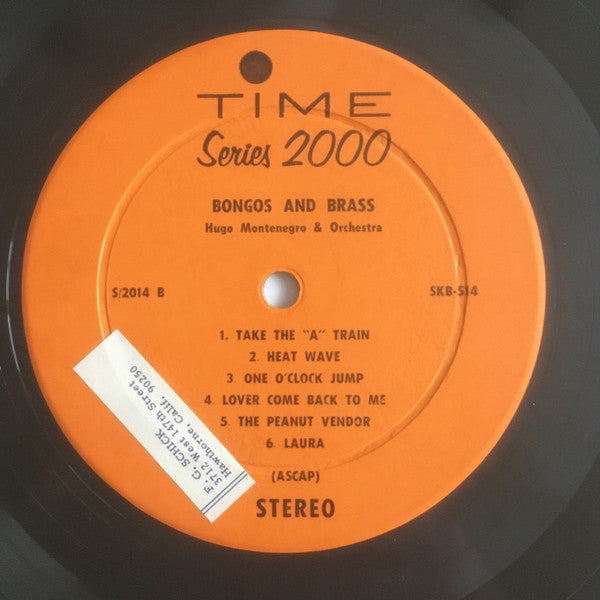 TIME
Series 2000
BONGOS AND BRASS
Hugo Montenegro & Orchestra
S/2014 B
SKB-514
1. TAKE THE "A" TRAIN
2. HEAT WAVE
3. ONE O'CLOCK JUMP
4. LOVER COME BACK TO ME
5. THE PEANUT VENDOR
6. LAURA
(ASCAP)
STEREO
F. G. SCHICK
3712 West 147th Street
Hawthorne, Calif. 90250